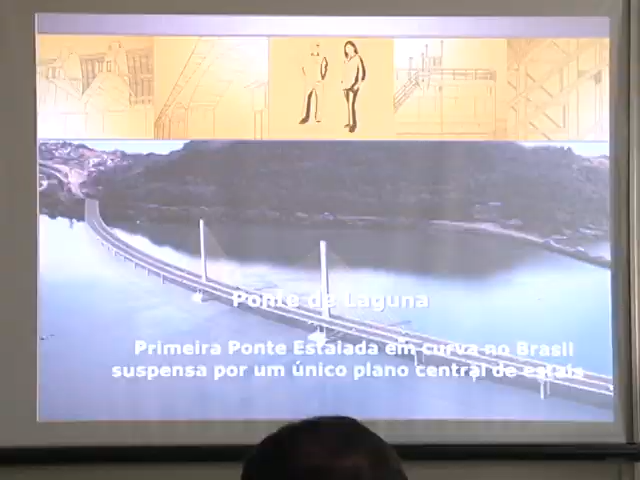 Ponte de Laguna
Primeira Ponte Estaiada em curva no Brasil
suspensa por um único plano central de estais